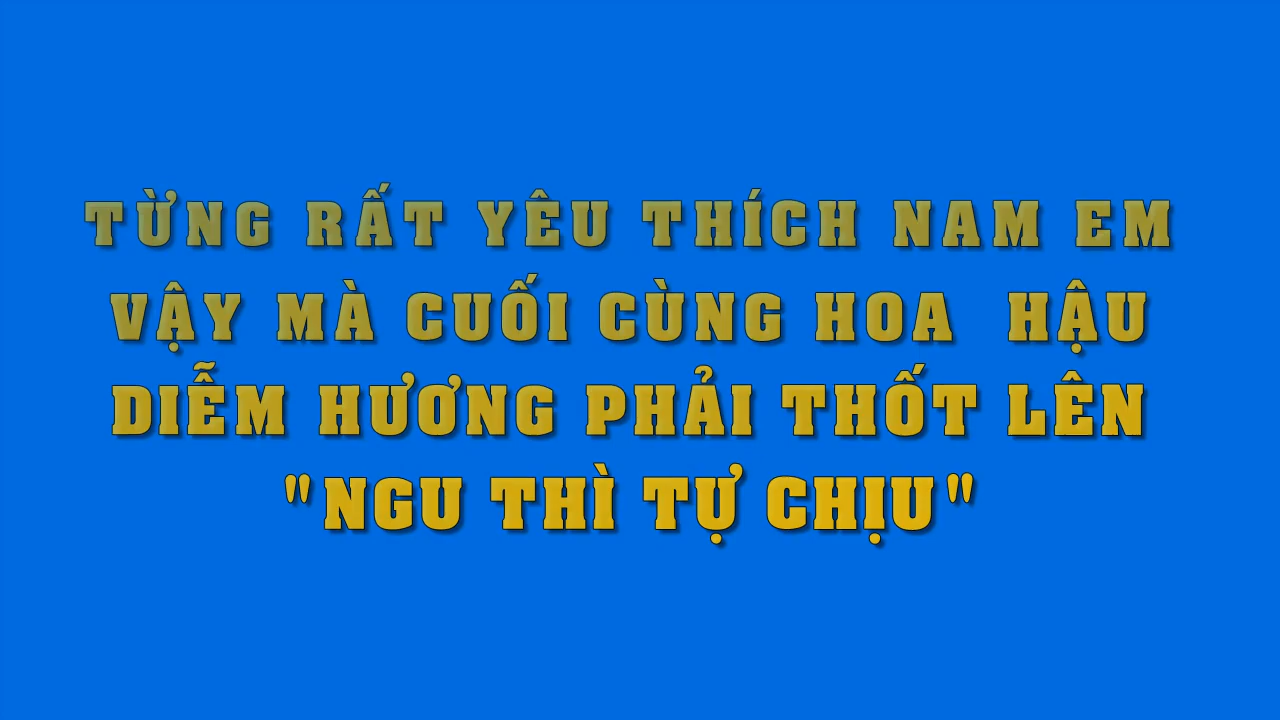 TỪNG RẤT YÊU THÍCH NAM EM
VẬY MÀ CUỐI CÙNG HOA HẬU
DIỄM HƯƠNG PHẢI THỐT LÊN
"NGU THÌ TỰ CHỊU"